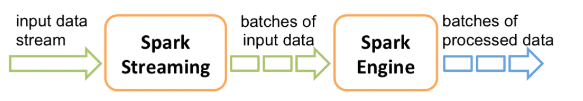 input data
stream
Spark
Streaming
batches of
input data
Spark
Engine
batches of
processed data